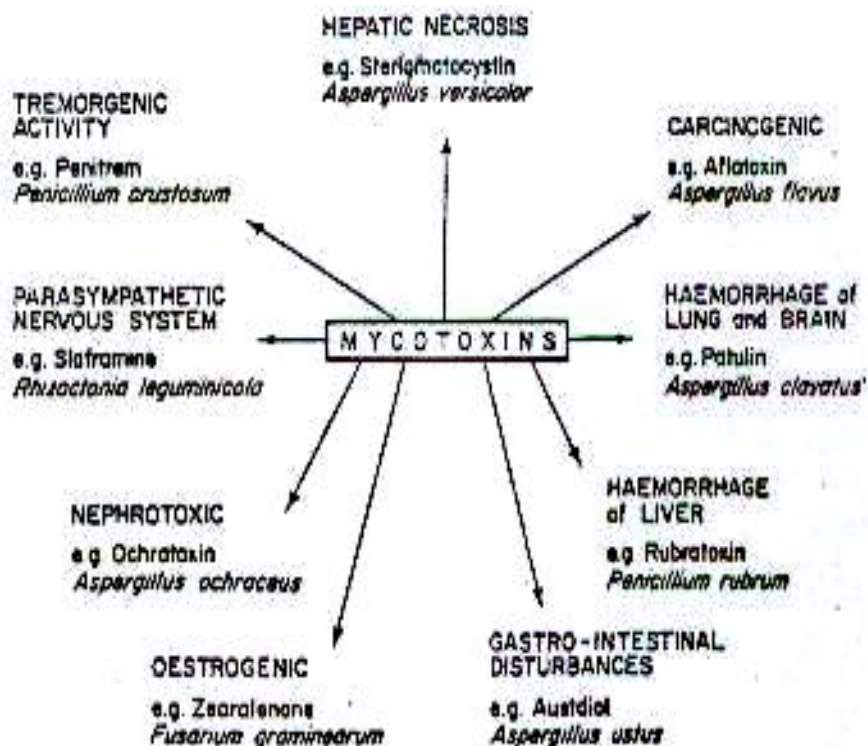 HEPATIC NECROSIS
e.g. Sterigmatocystin
Aspergillus versicolor
TREMORGENIC
ACTIVITY
e.g. Penitrem
Penicillium crustosum
CARCINOGENIC
e.g. Aflatoxin
Aspergillus flavus
PARASYMPATHETIC
NERVOUS SYSTEM
e.g. Slaframine
Rhizoctonia leguminicola
MYCOTOXINS
HAEMORRHAGE of
LUNG and BRAIN
e.g. Patulin
Aspergillus clavatus
NEPHROTOXIC
e.g. Ochratoxin
Aspergillus ochraceus
HAEMORRHAGE
of LIVER
e.g. Rubratoxin
Penicillium rubrum
OESTROGENIC
e.g. Zearalenone
Fusarium graminearum
GASTRO-INTESTINAL
DISTURBANCES
e.g. Austdiol
Aspergillus ustus